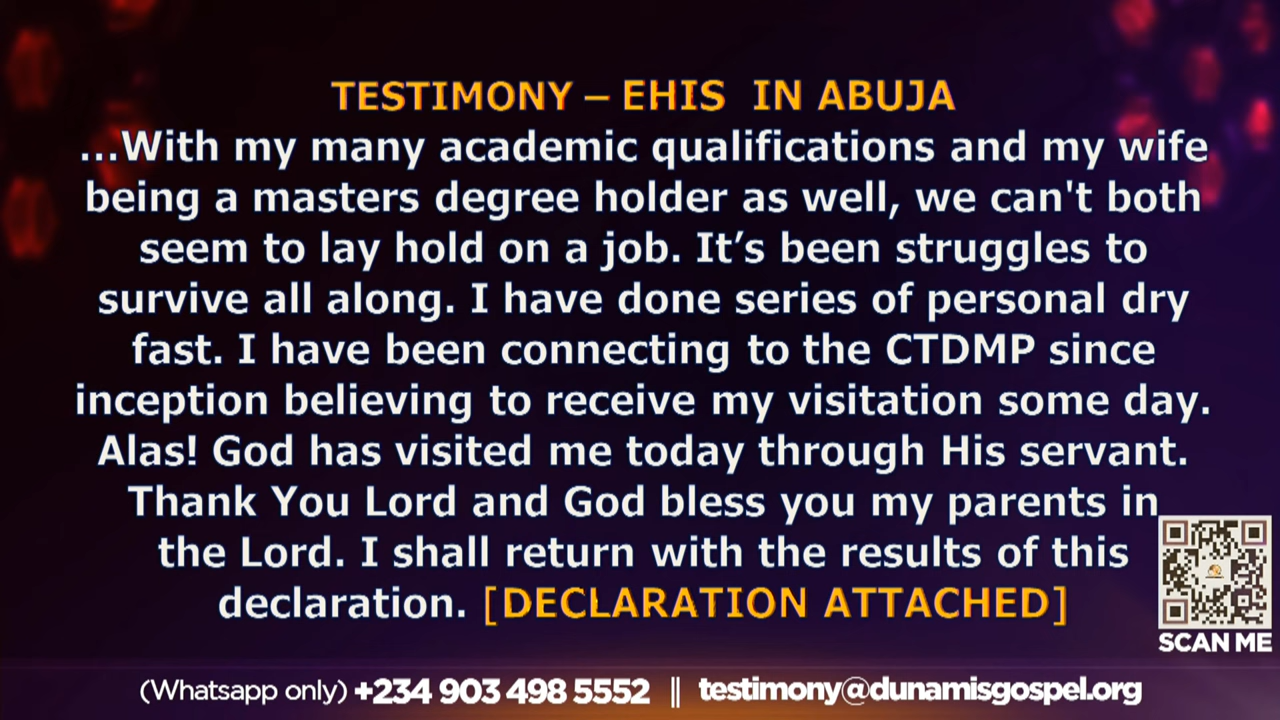 TESTIMONY – EHIS IN ABUJA
...With my many academic qualifications and my wife
being a masters degree holder as well, we can't both
seem to lay hold on a job. It’s been struggles to
survive all along. I have done series of personal dry
fast. I have been connecting to the CTDMP since
inception believing to receive my visitation some day.
Alas! God has visited me today through His servant.
Thank You Lord and God bless you my parents in
the Lord. I shall return with the results of this
declaration. [DECLARATION ATTACHED]
SCAN ME
(Whatsapp only) +234 903 498 5552 || testimony@dunamisgospel.org